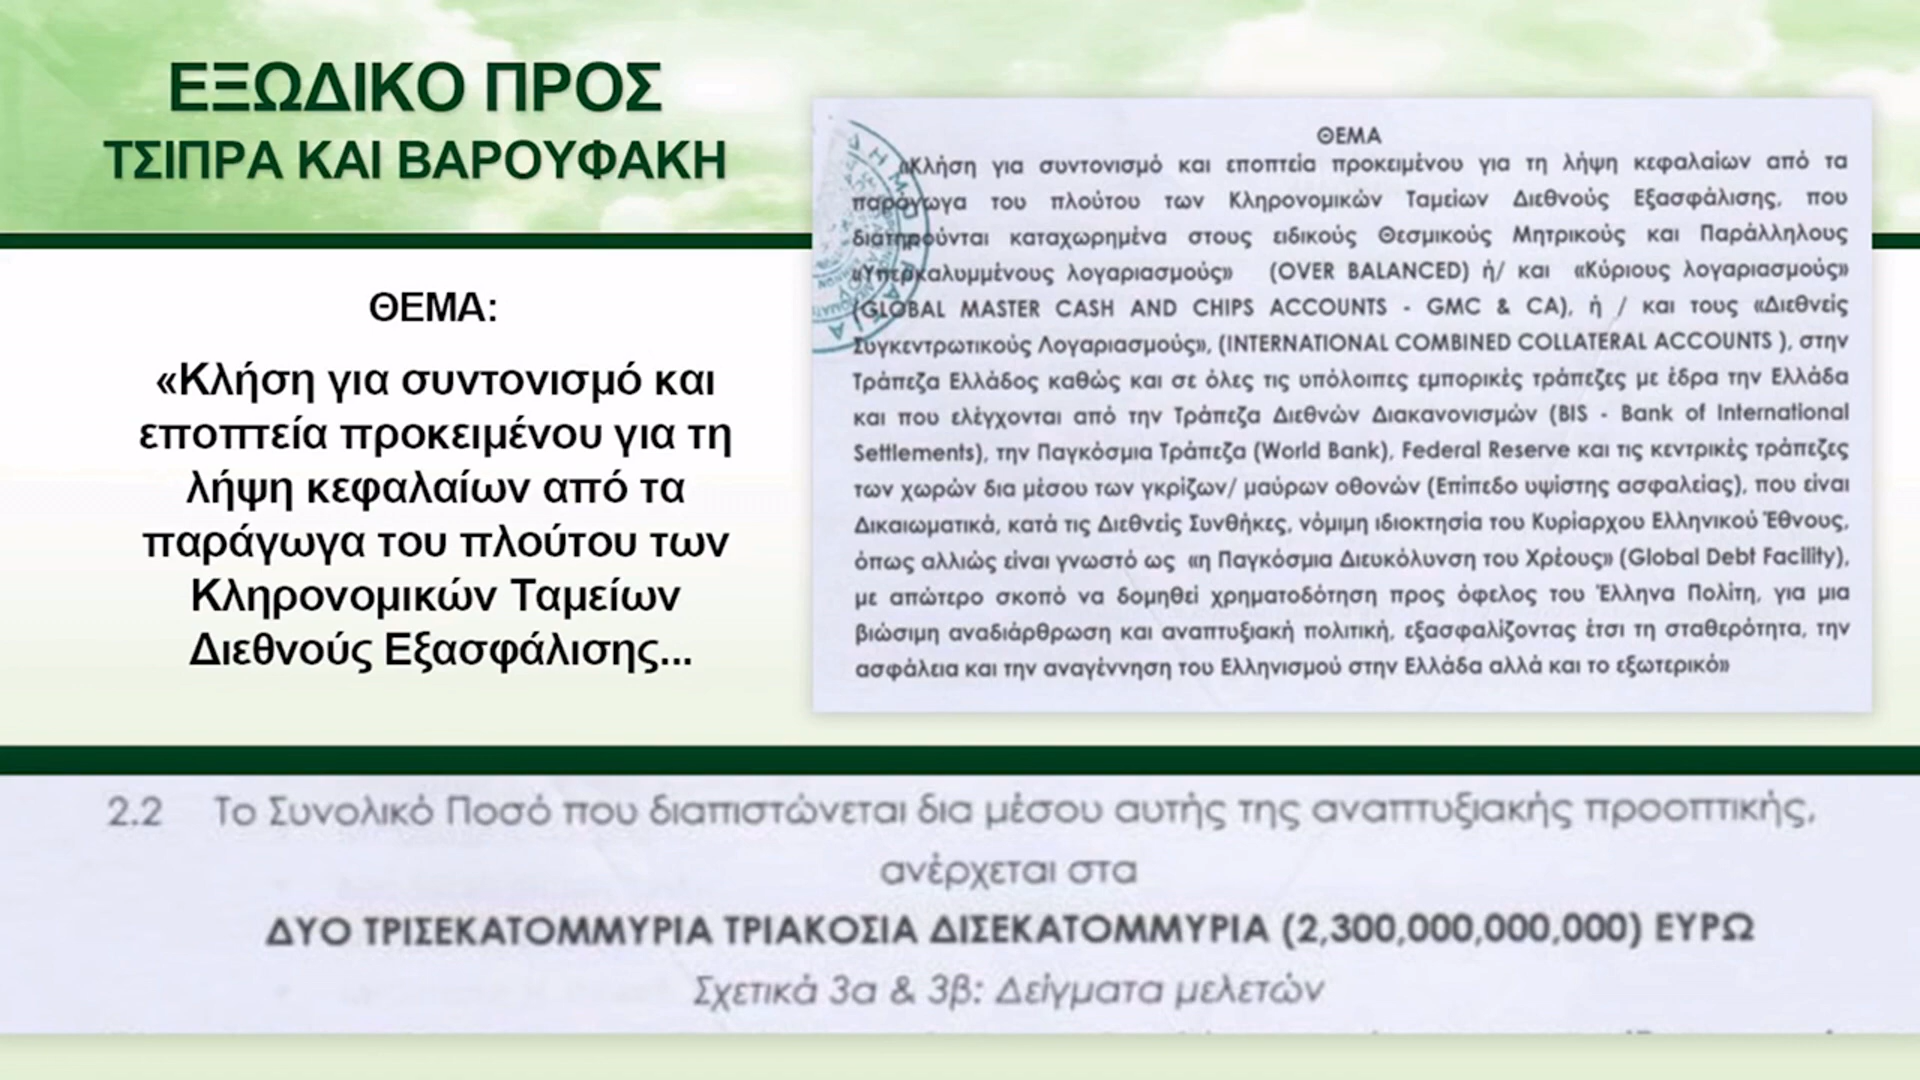 ΕΞΩΔΙΚΟ ΠΡΟΣ
ΤΣΙΠΡΑ ΚΑΙ ΒΑΡΟΥΦΑΚΗ
ΘΕΜΑ:
«Κλήση για συντονισμό και
εποπτεία προκειμένου για τη
λήψη κεφαλαίων από τα
παράγωγα του πλούτου των
Κληρονομικών Ταμείων
Διεθνούς Εξασφάλισης...
ΘΕΜΑ
«Κλήση για συντονισμό και εποπτεία προκειμένου για τη λήψη κεφαλαίων από τα
παράγωγα του πλούτου των Κληρονομικών Ταμείων Διεθνούς Εξασφάλισης, που
διατηρούνται καταχωρημένα στους ειδικούς Θεσμικούς Μητρικούς και Παράλληλους
«Υπερκαλυμμένους λογαριασμούς» (OVER BALANCED) ή/ και «Κύριους λογαριασμούς»
(GLOBAL MASTER CASH AND CHIPS ACCOUNTS - GMC & CA), ή / και τους «Διεθνείς
Συγκεντρωτικούς Λογαριασμούς», (INTERNATIONAL COMBINED COLLATERAL ACCOUNTS ), στην
Τράπεζα Ελλάδος καθώς και σε όλες τις υπόλοιπες εμπορικές τράπεζες με έδρα την Ελλάδα
και που ελέγχονται από την Τράπεζα Διεθνών Διακανονισμών (BIS - Bank of International
Settlements), την Παγκόσμια Τράπεζα (World Bank), Federal Reserve και τις κεντρικές τράπεζες
των χωρών δια μέσου των γκρίζων/ μαύρων οθονών (Επίπεδο υψίστης ασφαλείας), που είναι
Δικαιωματικά, κατά τις Διεθνείς Συνθήκες, νόμιμη ιδιοκτησία του Κυρίαρχου Ελληνικού Έθνους,
όπως αλλιώς είναι γνωστό ως «η Παγκόσμια Διευκόλυνση του Χρέους» (Global Debt Facility),
με απώτερο σκοπό να δομηθεί χρηματοδότηση προς όφελος του Έλληνα Πολίτη, για μια
βιώσιμη αναδιάρθρωση και αναπτυξιακή πολιτική, εξασφαλίζοντας έτσι τη σταθερότητα, την
ασφάλεια και την αναγέννηση του Ελληνισμού στην Ελλάδα αλλά και το εξωτερικό»
2.2 Το Συνολικό Ποσό που διαπιστώνεται δια μέσου αυτής της αναπτυξιακής προοπτικής,
ανέρχεται στα
ΔΥΟ ΤΡΙΣΕΚΑΤΟΜΜΥΡΙΑ ΤΡΙΑΚΟΣΙΑ ΔΙΣΕΚΑΤΟΜΜΥΡΙΑ (2,300,000,000,000) ΕΥΡΩ
Σχετικά 3α & 3β: Δείγματα μελετών